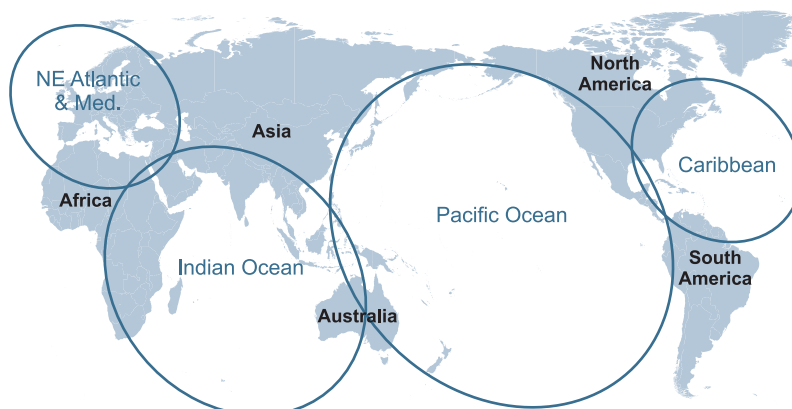 NE Atlantic
& Med.
North
America
Asia
Caribbean
Africa
Pacific Ocean
Indian Ocean
South
America
Australia